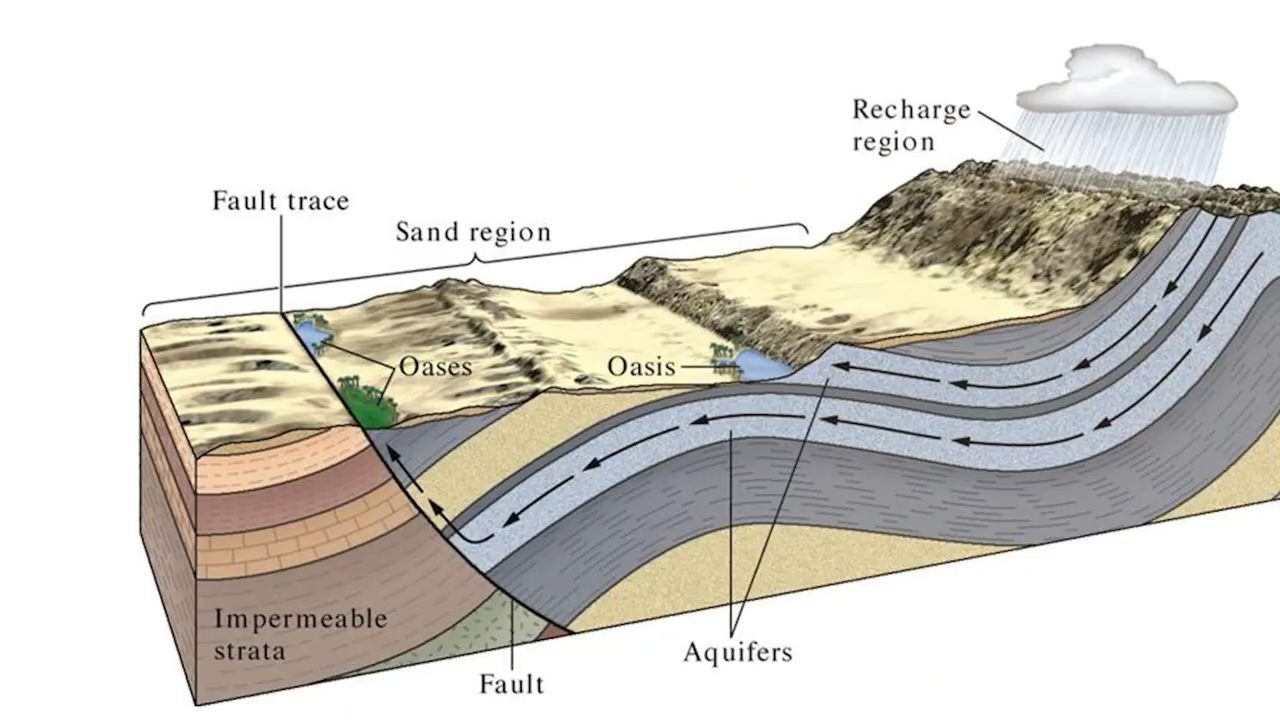 Recharge
region
Fault trace
Sand region
Oases
Oasis
Impermeable
strata
Aquifers
Fault